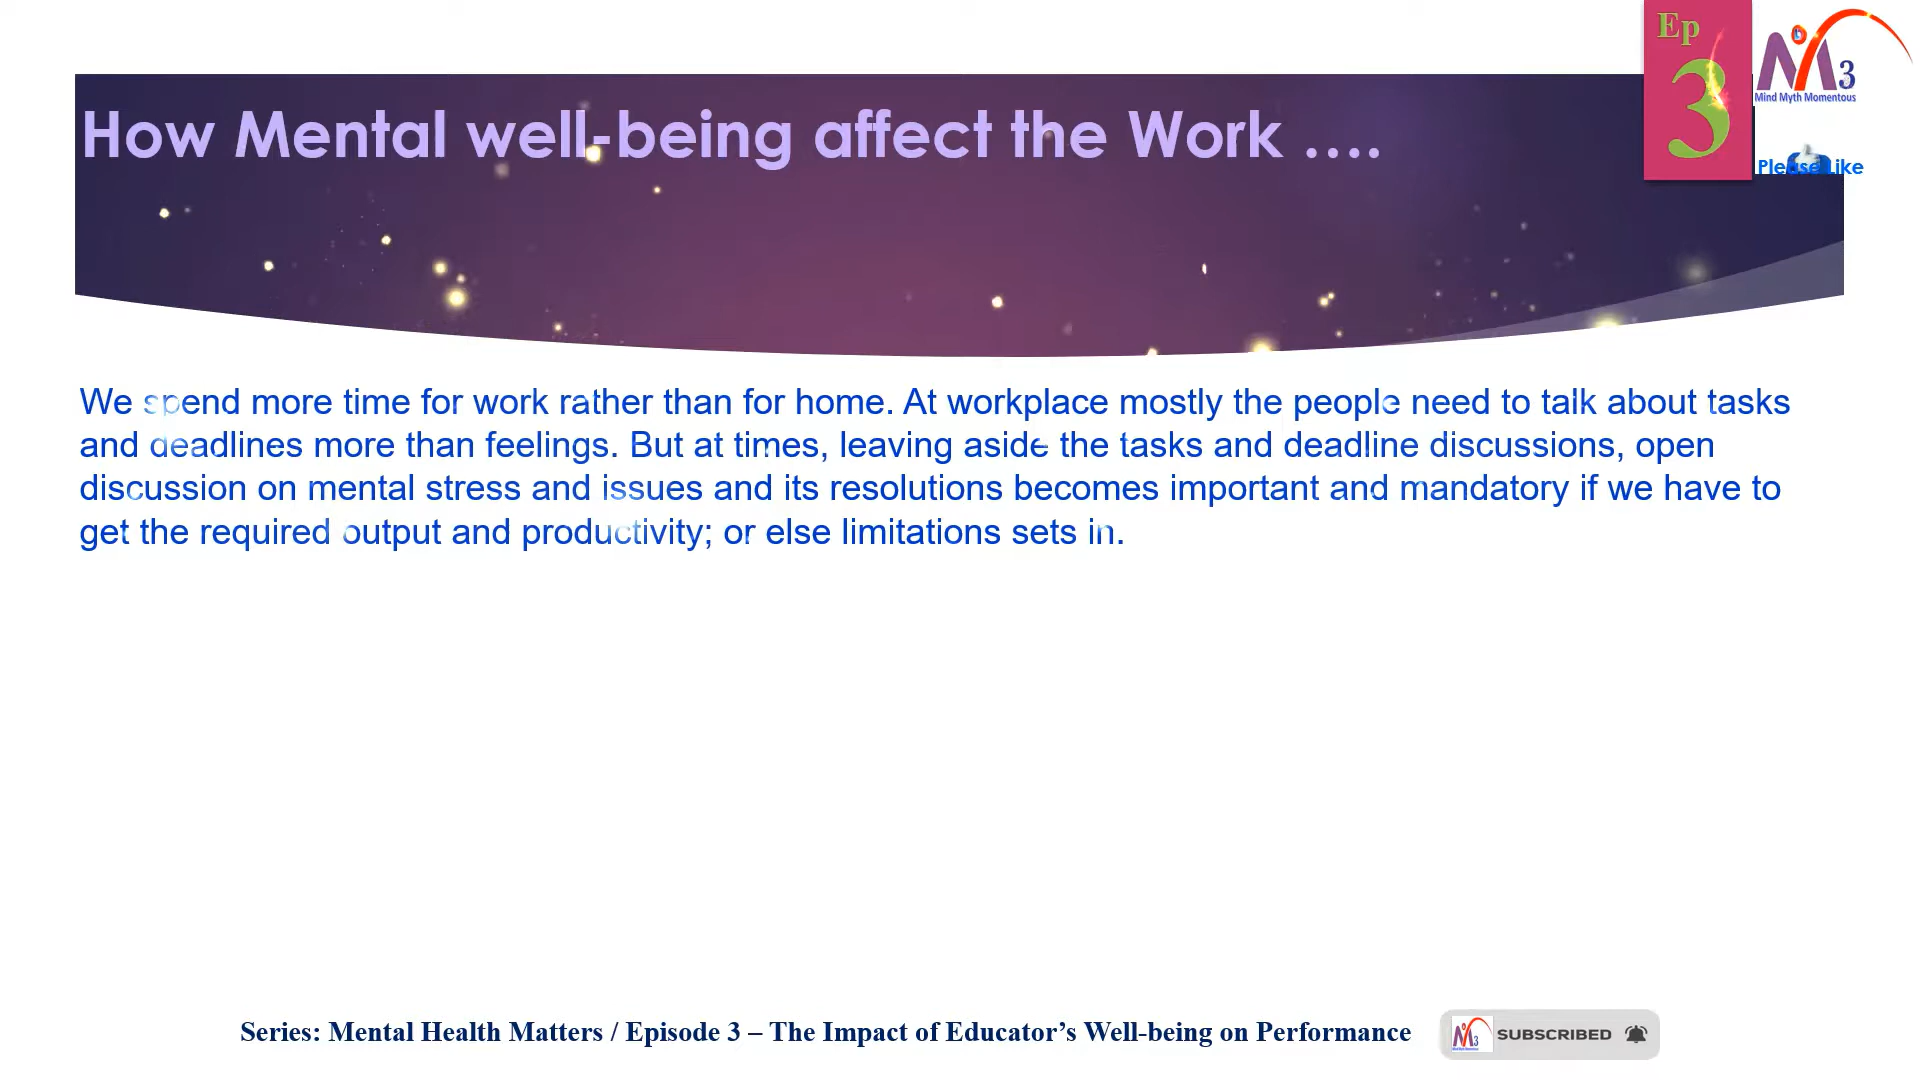 Ep
3
M 3
Mind Myth Momentous
Please Like
How Mental well-being affect the Work ....
We spend more time for work rather than for home. At workplace mostly the people need to talk about tasks
and deadlines more than feelings. But at times, leaving aside the tasks and deadline discussions, open
discussion on mental stress and issues and its resolutions becomes important and mandatory if we have to
get the required output and productivity; or else limitations sets in.
Series: Mental Health Matters / Episode 3 – The Impact of Educator’s Well-being on Performance
SUBSCRIBED